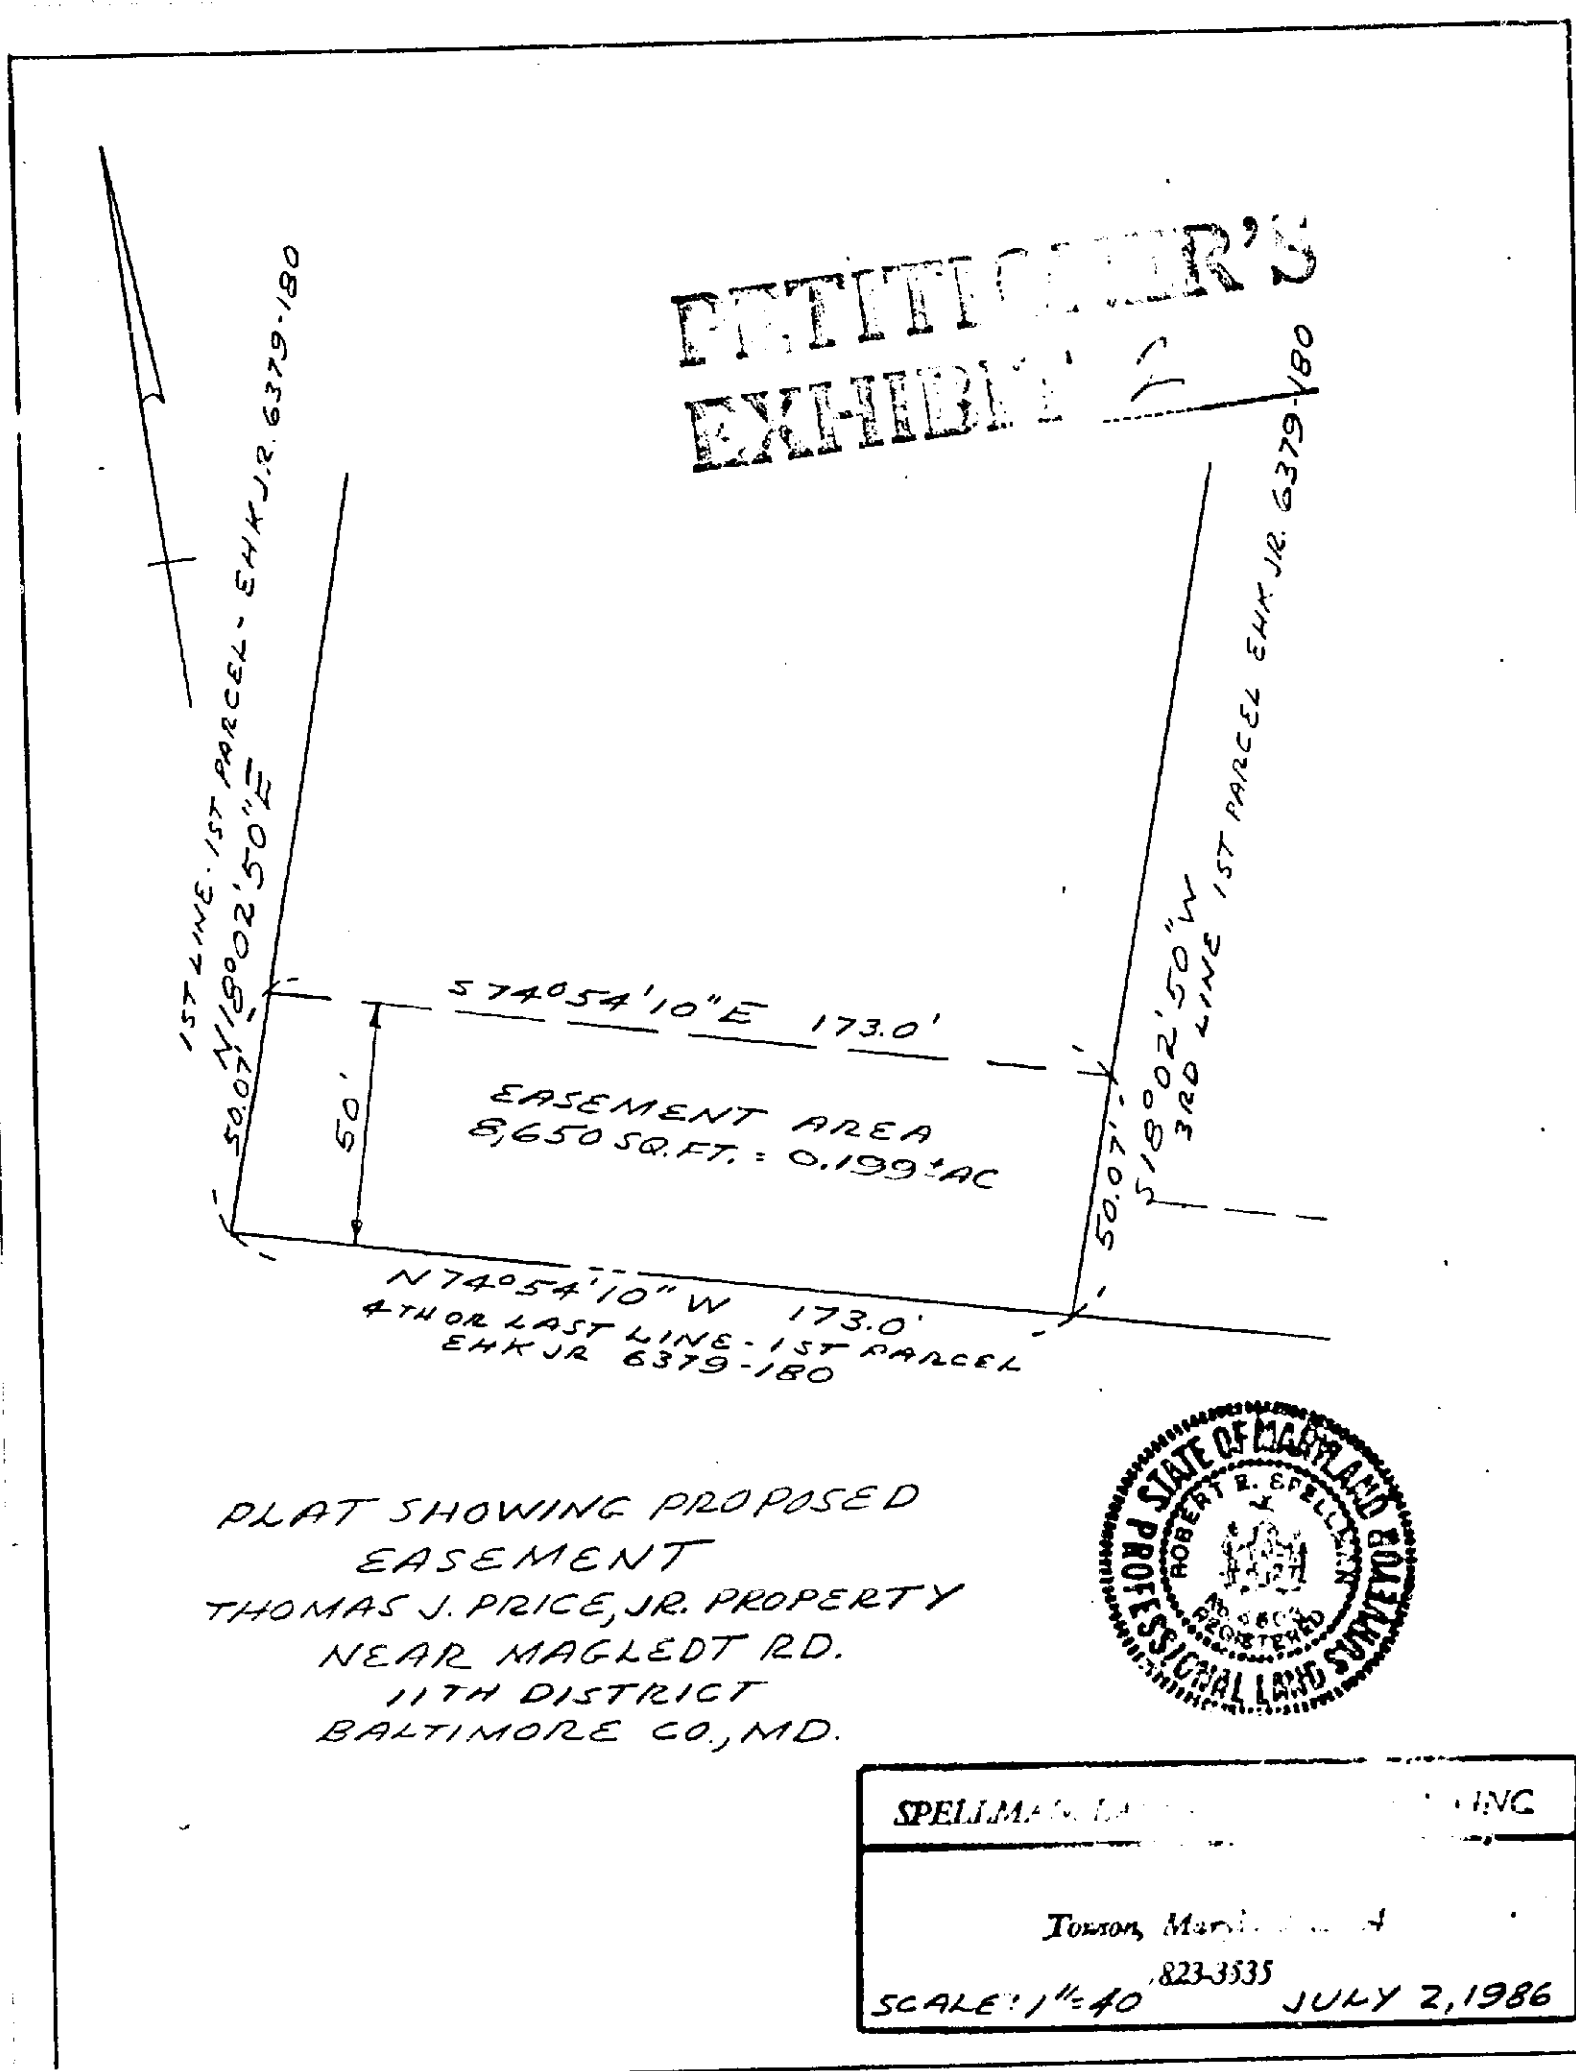 PETITIONER'S
EXHIBIT
1ST LINE-1ST PARCEL-EHK JR. 6379-180
N18°02'50"E
50.07'
S74°54'10"E 173.0'
50'
EASEMENT AREA
8,650 SQ.FT. = 0.199±AC
50.07'
S18°02'50"W
3RD LINE 1ST PARCEL EHK JR. 6379-180
N74°54'10"W 173.0'
4TH OR LAST LINE-1ST PARCEL
EHK JR 6379-180
PLAT SHOWING PROPOSED
EASEMENT
THOMAS J. PRICE, JR. PROPERTY
NEAR MAGLEDT RD.
11TH DISTRICT
BALTIMORE CO., MD.
STATE OF MARYLAND
PROFESSIONAL LAND SURVEYOR
ROBERT E. SPELLMAN
REGISTERED
SPELLMAN INC
Towson,
823-3535
SCALE: 1"=40 JULY 2, 1986